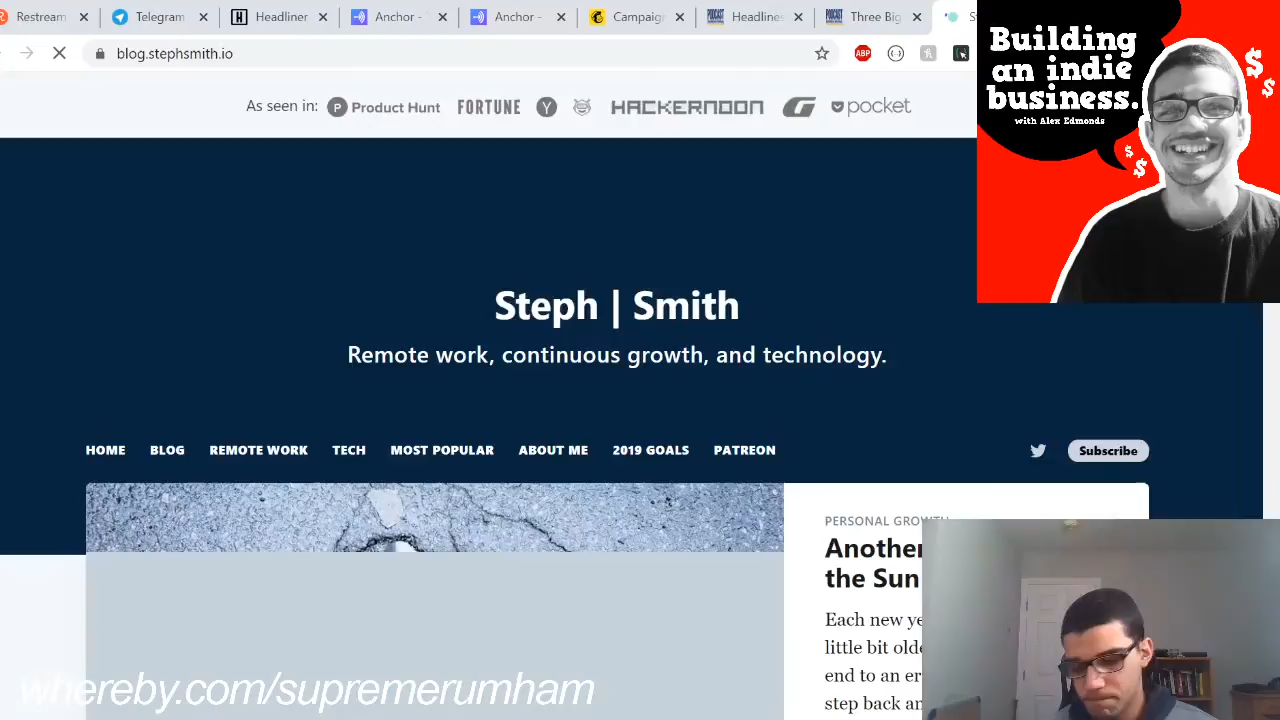 Restream
Telegram
Headliner
Anchor -
Anchor -
Campaig
Headlines
Three Big
blog.stephsmith.io
ABP
As seen in: Product Hunt FORTUNE Y HACKERNOON G pocket
Building
an indie
business.
with Alex Edmonds
$
$
$
$
Steph | Smith
Remote work, continuous growth, and technology.
HOME BLOG REMOTE WORK TECH MOST POPULAR ABOUT ME 2019 GOALS PATREON
Subscribe
PERSONAL GROWTH
Another
the Sun
Each new ye
little bit olde
end to an er
step back an
whereby.com/supremerumham